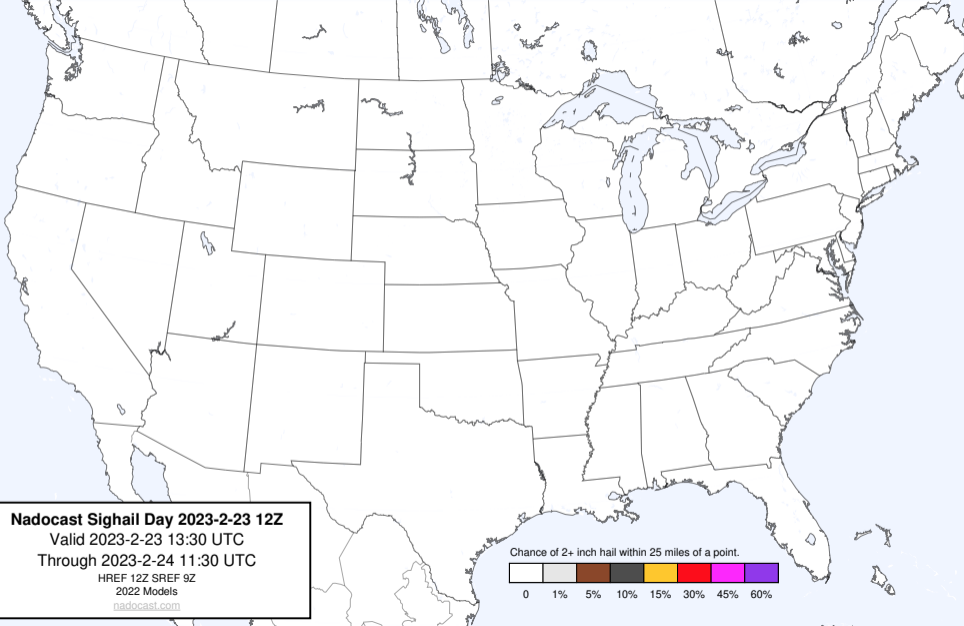 Nadocast Sighail Day 2023-2-23 12Z
Valid 2023-2-23 13:30 UTC
Through 2023-2-24 11:30 UTC
HREF 12Z SREF 9Z
2022 Models
nadocast.com
Chance of 2+ inch hail within 25 miles of a point.
0 1% 5% 10% 15% 30% 45% 60%